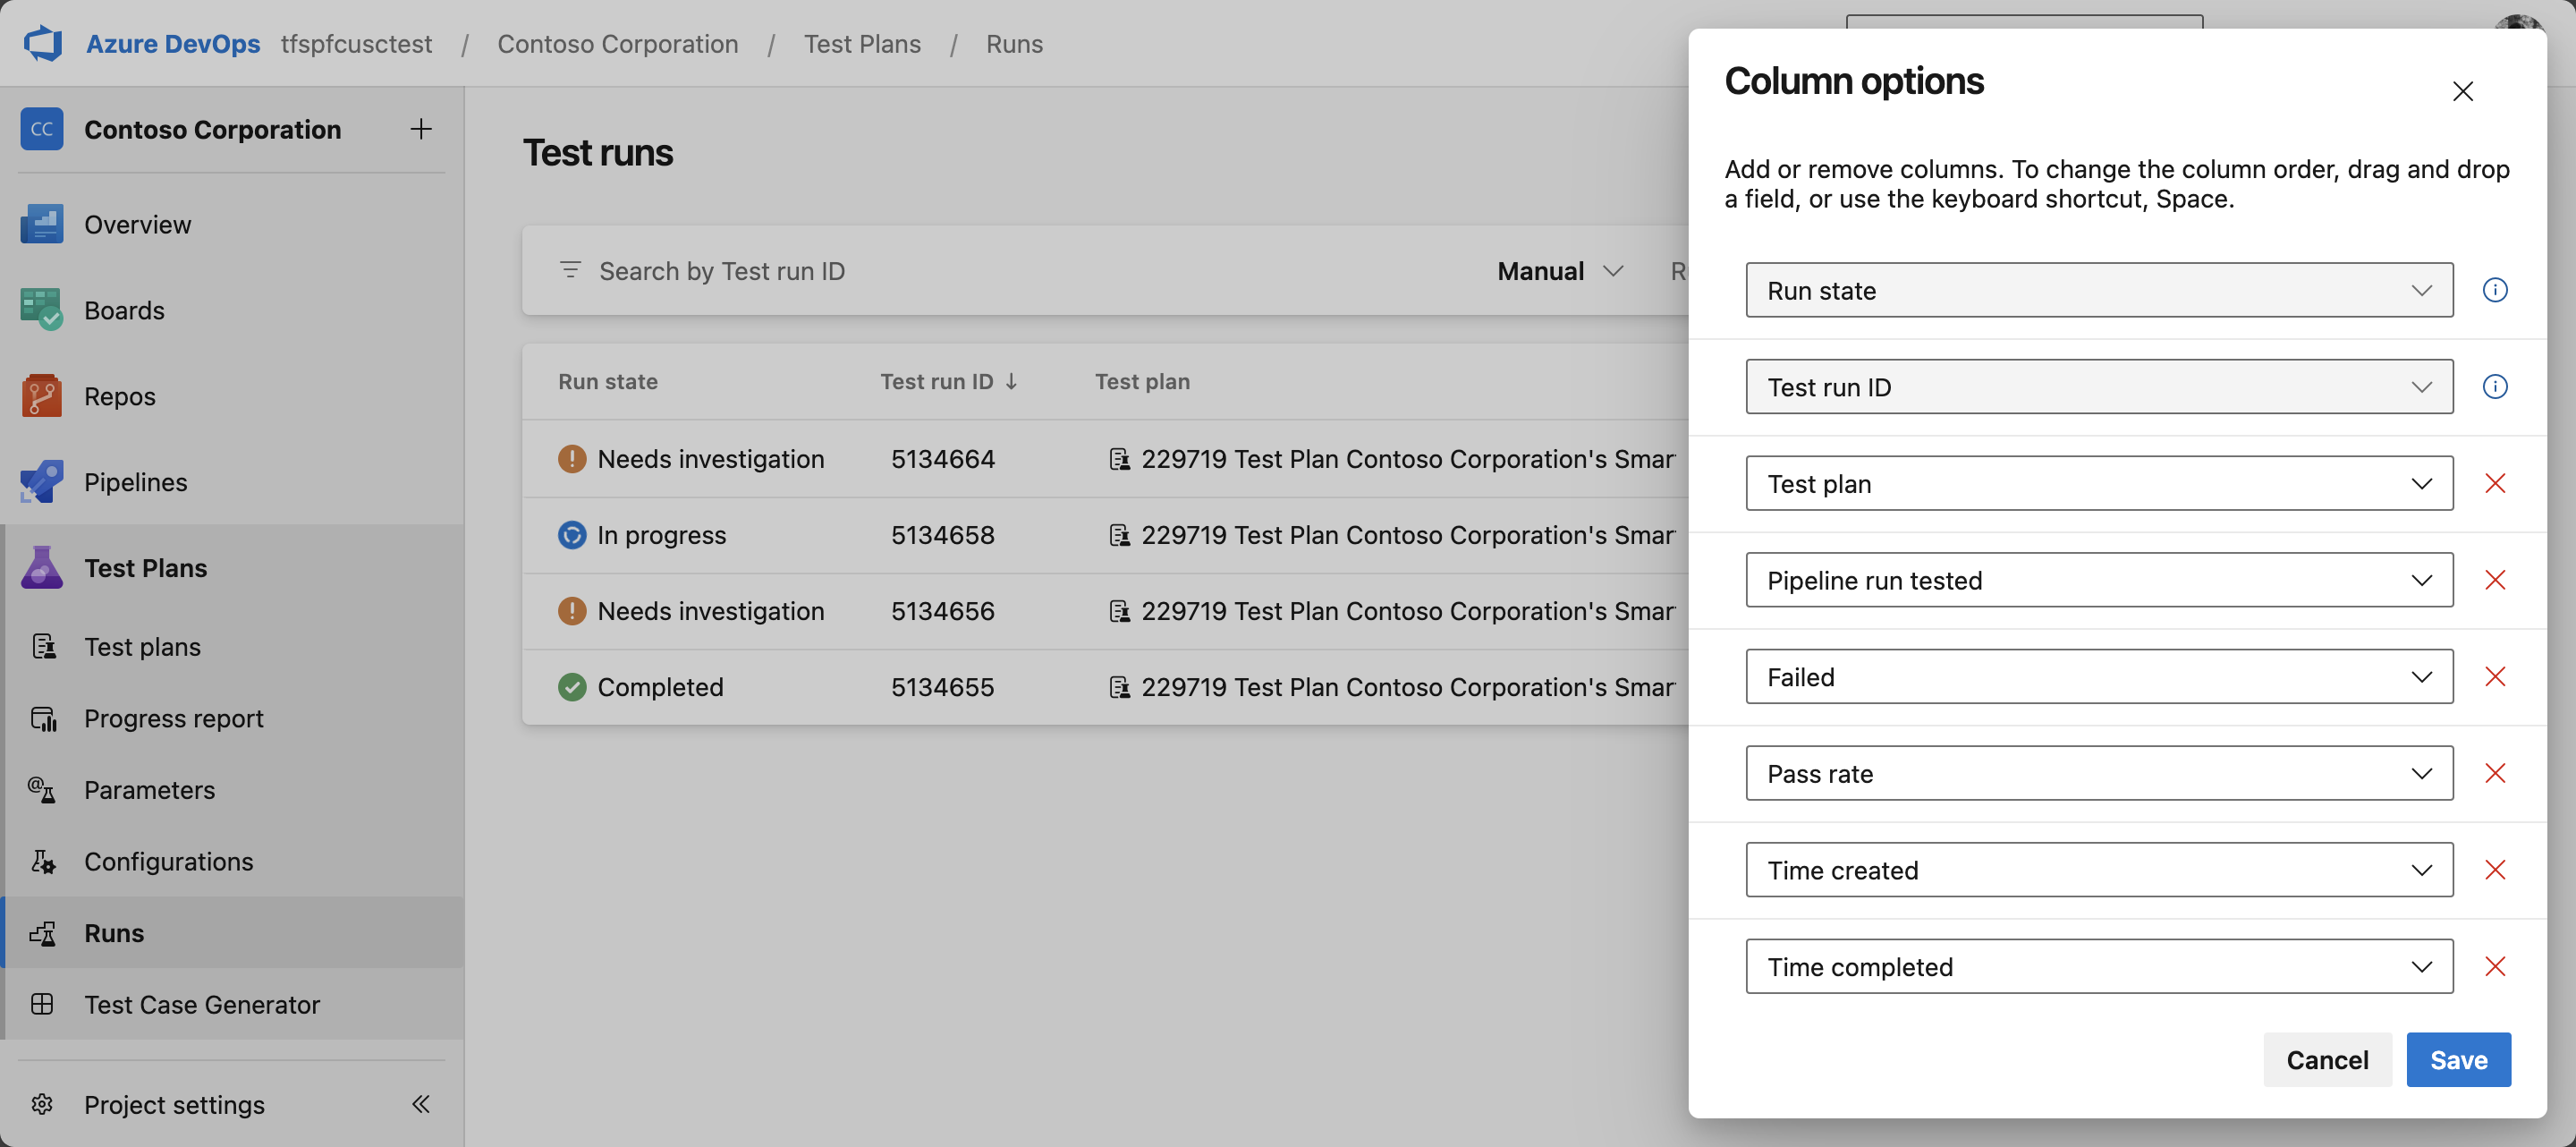 Azure DevOps tfspfcusctest / Contoso Corporation / Test Plans / Runs
CC Contoso Corporation
Overview
Boards
Repos
Pipelines
Test Plans
Test plans
Progress report
Parameters
Configurations
Runs
Test Case Generator
Project settings
Test runs
Search by Test run ID Manual R
Run state Test run ID Test plan
Needs investigation 5134664 229719 Test Plan Contoso Corporation's Smar
In progress 5134658 229719 Test Plan Contoso Corporation's Smar
Needs investigation 5134656 229719 Test Plan Contoso Corporation's Smar
Completed 5134655 229719 Test Plan Contoso Corporation's Smar
Column options
Add or remove columns. To change the column order, drag and drop
a field, or use the keyboard shortcut, Space.
Run state
Test run ID
Test plan
Pipeline run tested
Failed
Pass rate
Time created
Time completed
Cancel Save